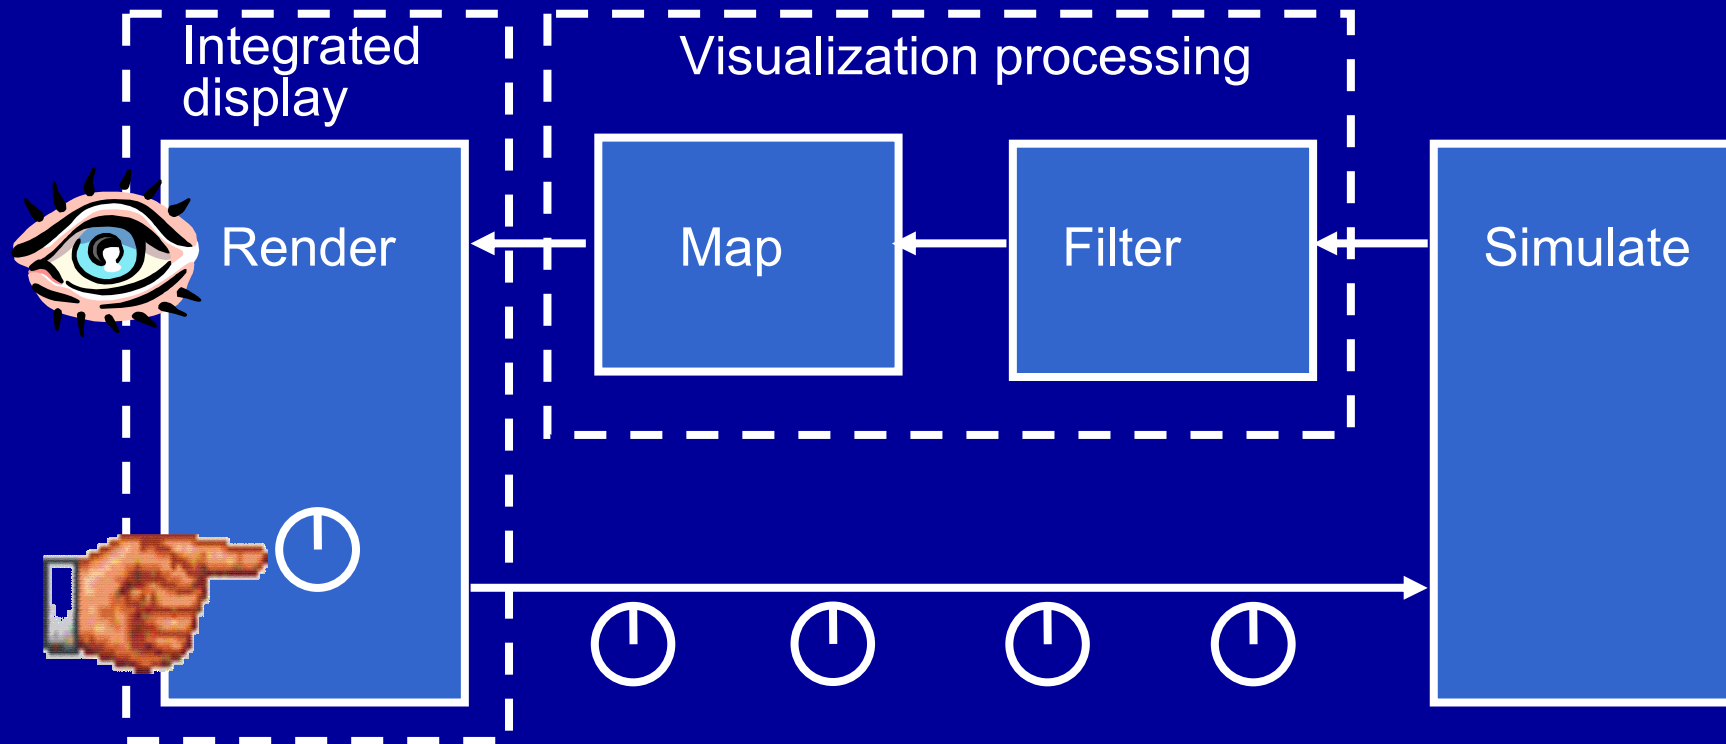 Integrated
display
Visualization processing
Render
Map
Filter
Simulate